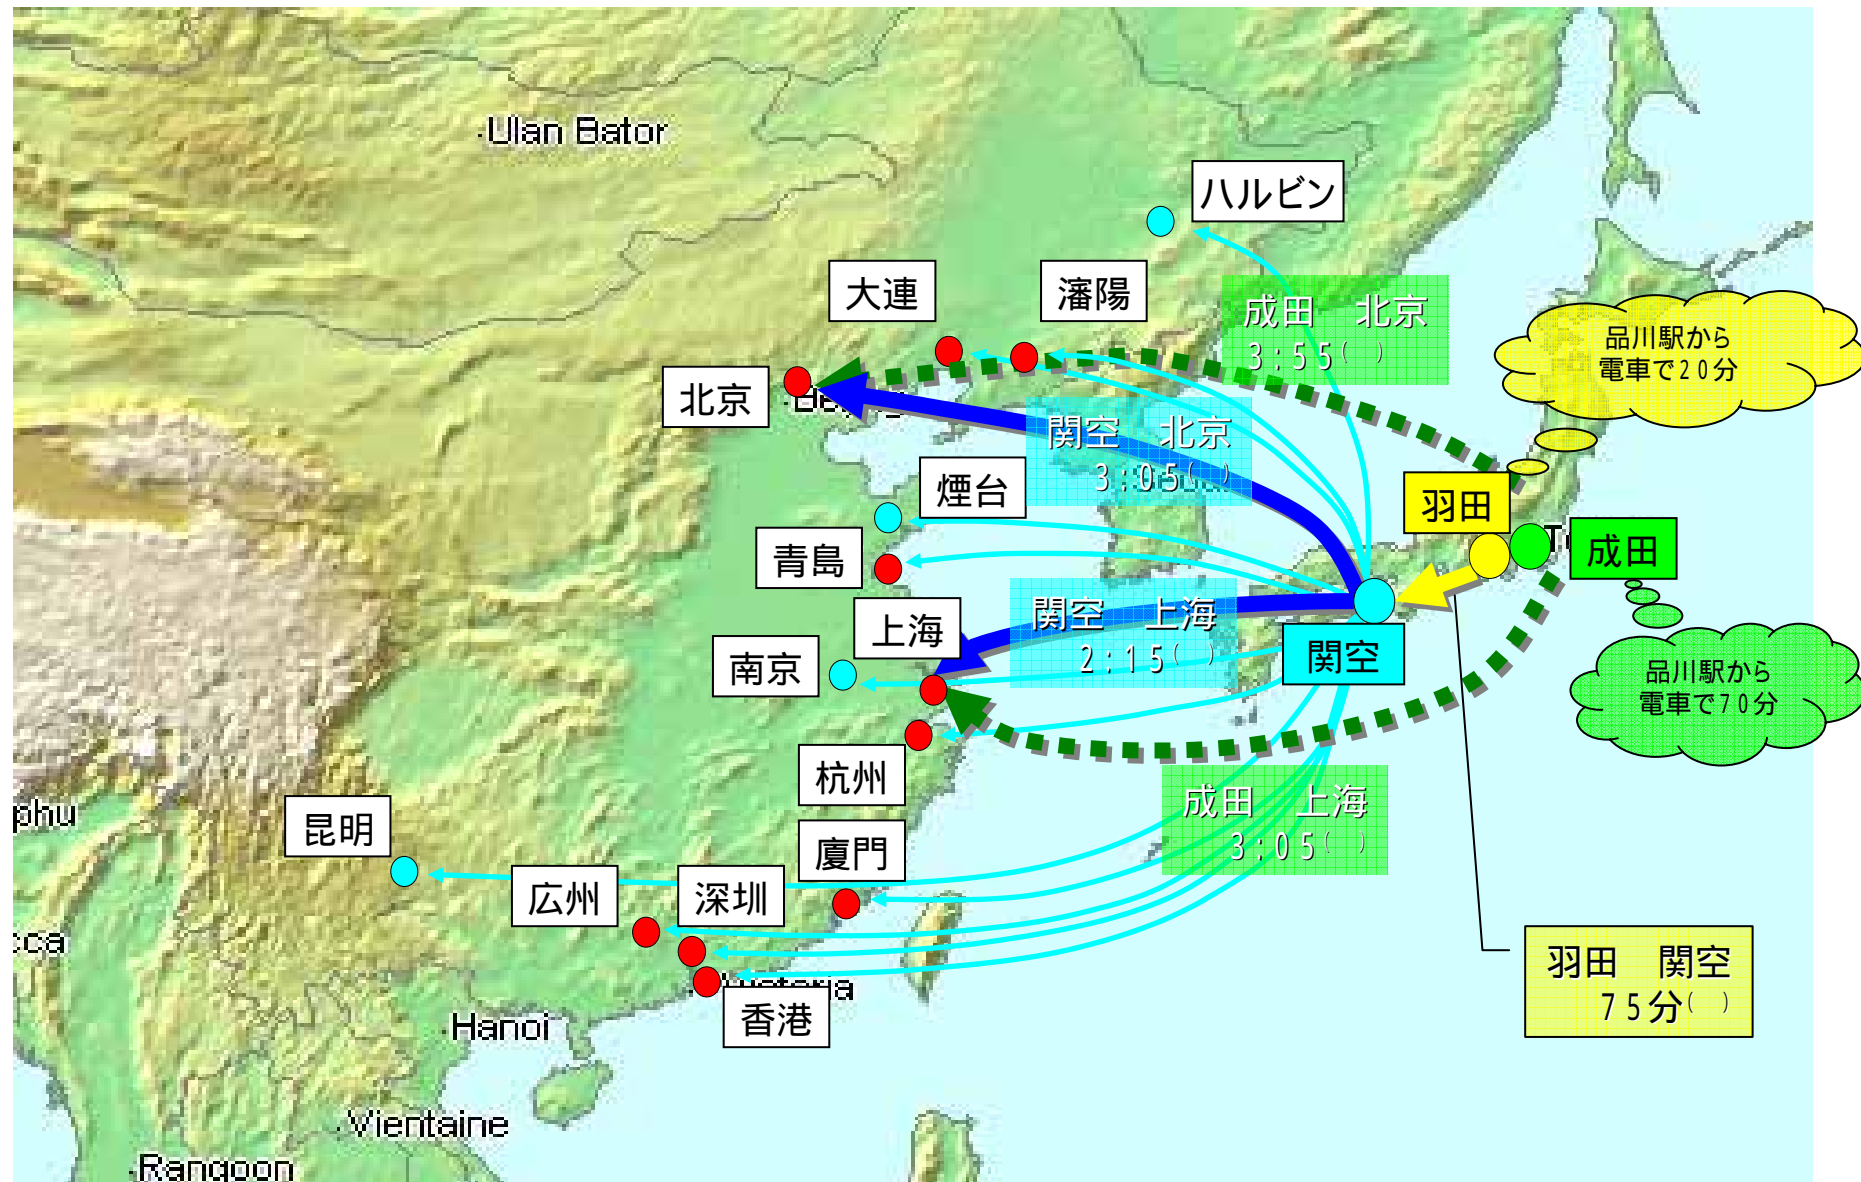 Ulan Bator
ハルビン
大連
瀋陽
成田 北京
3:55( )
品川駅から
電車で20分
北京
関空 北京
3:05( )
煙台
羽田
青島
成田
上海
関空 上海
2:15( )
関空
南京
品川駅から
電車で70分
杭州
成田 上海
3:05( )
phu
昆明
廈門
広州
深圳
cca
羽田 関空
75分( )
香港
Hanoi
Vientaine
Rangoon